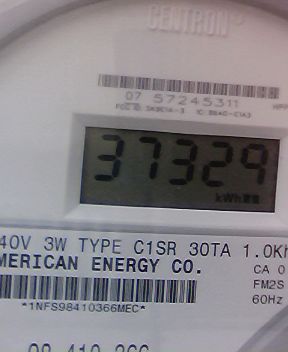 CENTRON®
07 57245311
37329
kWh
40V 3W TYPE C1SR 30TA 1.0Kh
MERICAN ENERGY CO.
CA 0
FM2S
60Hz
*1NFS98410366MEC*